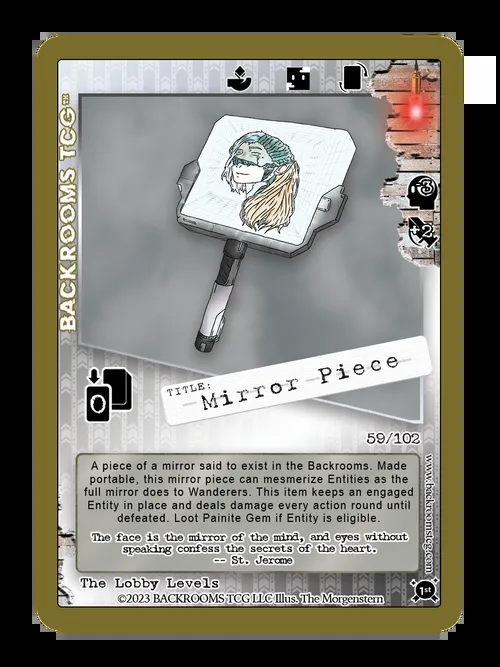 BACKROOMS TCG™
3
+2
0
TITLE:
Mirror Piece
59/102
A piece of a mirror said to exist in the Backrooms. Made
portable, this mirror piece can mesmerize Entities as the
full mirror does to Wanderers. This item keeps an engaged
Entity in place and deals damage every action round until
defeated. Loot Painite Gem if Entity is eligible.
The face is the mirror of the mind, and eyes without
speaking confess the secrets of the heart.
-- St. Jerome
www.backroomstcg.com
The Lobby Levels
©2023 BACKROOMS TCG LLC Illus. The Morgenstern
1st